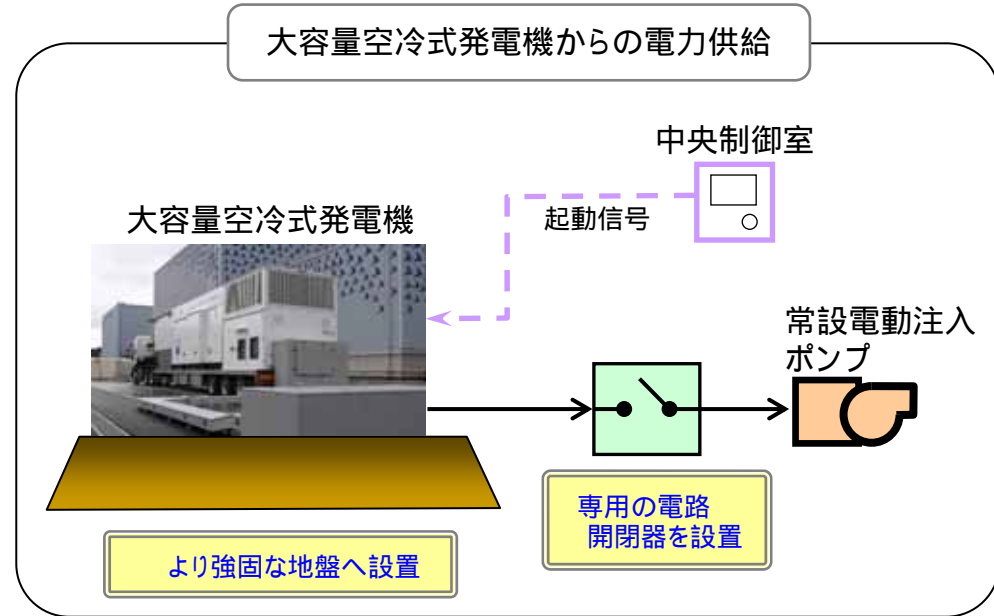 大容量空冷式発電機からの電力供給
中央制御室
起動信号
大容量空冷式発電機
常設電動注入
ポンプ
専用の電路
開閉器を設置
より強固な地盤へ設置